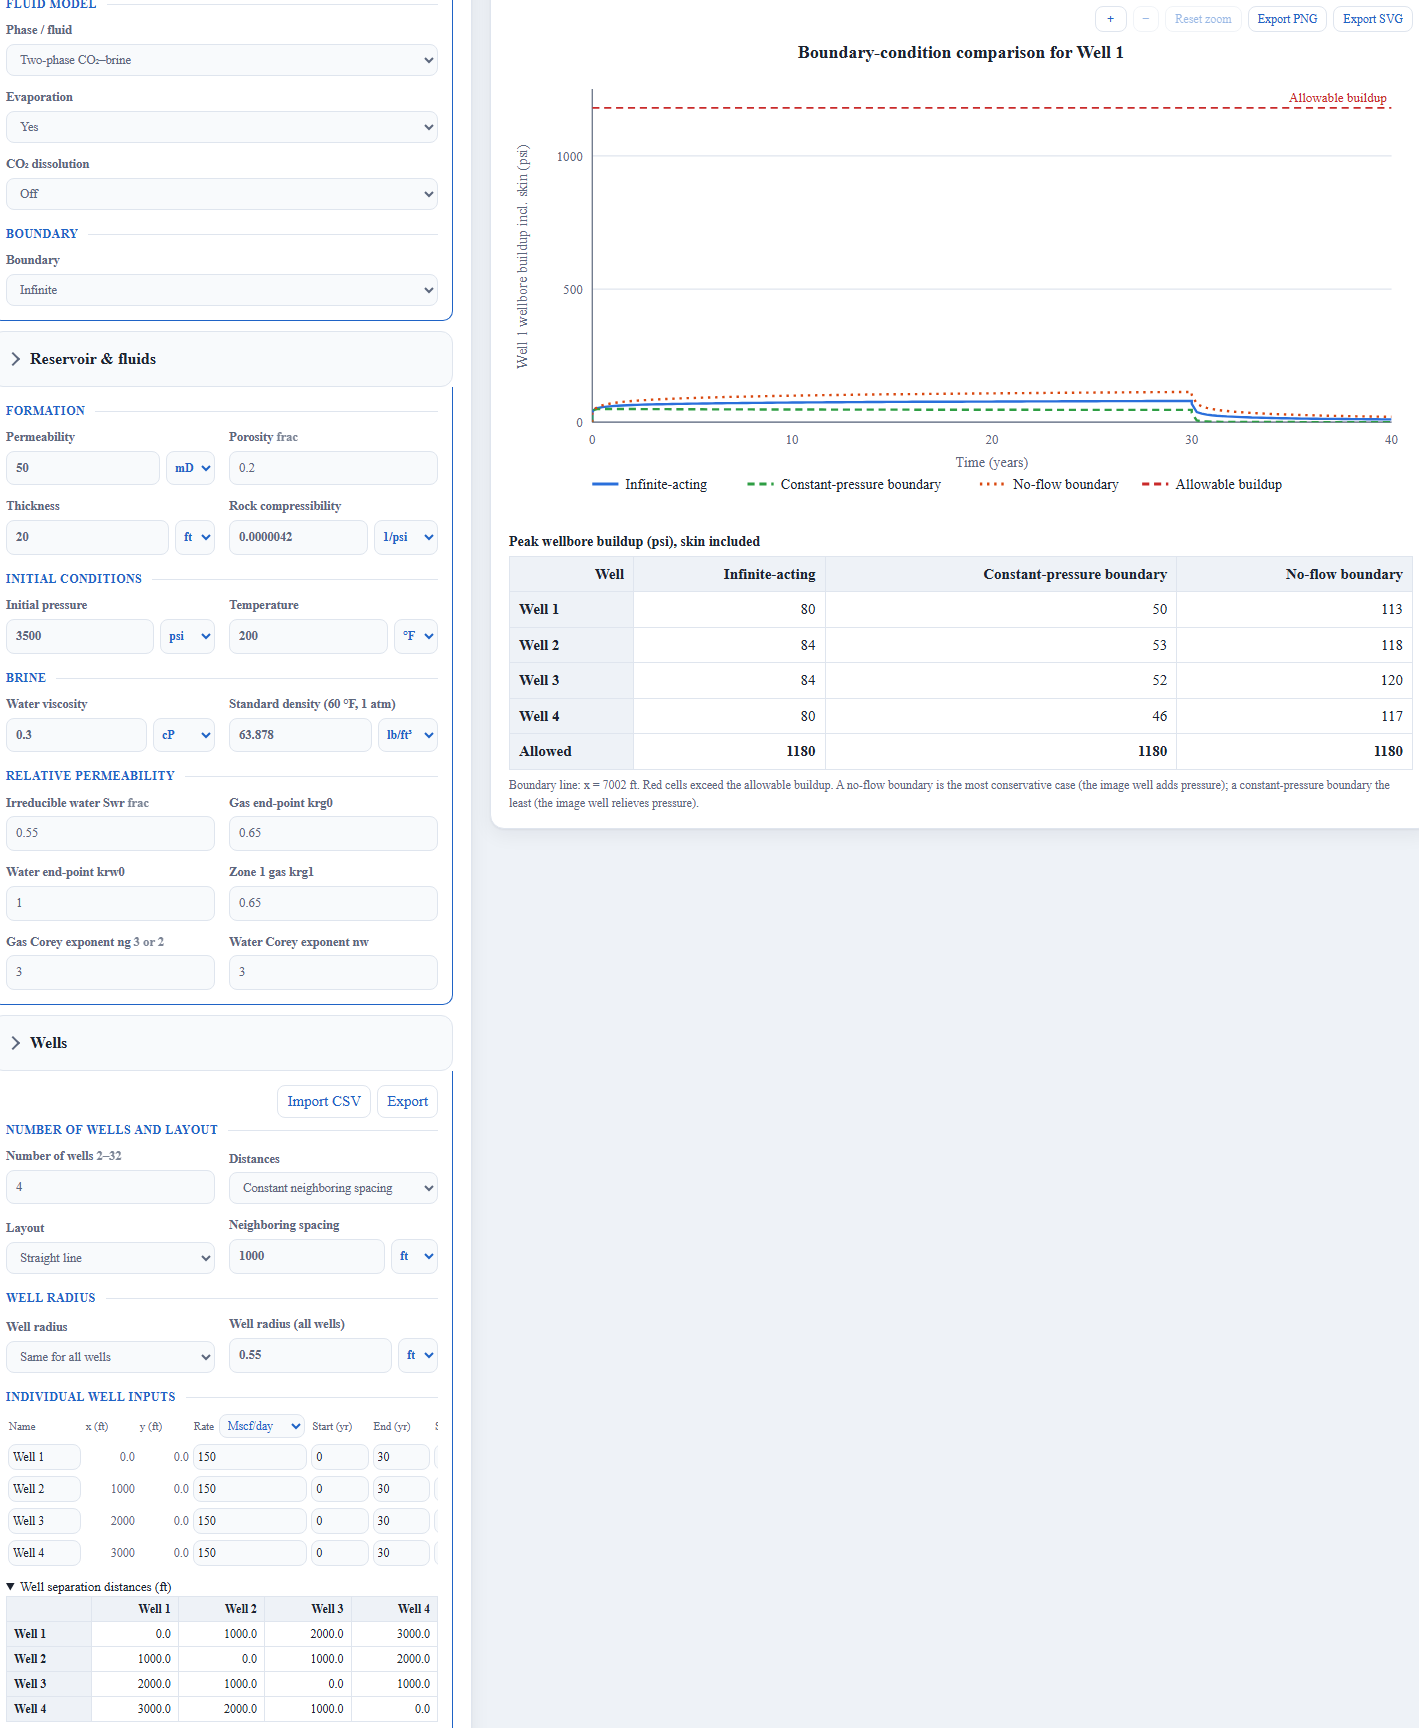 FLUID MODEL
Phase / fluid
Two-phase CO₂–brine
Evaporation
Yes
CO₂ dissolution
Off
BOUNDARY
Boundary
Infinite
Reservoir & fluids
FORMATION
Permeability
Porosity frac
50
mD
0.2
Thickness
Rock compressibility
20
ft
0.0000042
1/psi
INITIAL CONDITIONS
Initial pressure
Temperature
3500
psi
200
°F
BRINE
Water viscosity
Standard density (60 °F, 1 atm)
0.3
cP
63.878
lb/ft³
RELATIVE PERMEABILITY
Irreducible water Swr frac
Gas end-point krg0
0.55
0.65
Water end-point krw0
Zone 1 gas krg1
1
0.65
Gas Corey exponent ng 3 or 2
Water Corey exponent nw
3
3
Wells
Import CSV
Export
NUMBER OF WELLS AND LAYOUT
Number of wells 2–32
Distances
4
Constant neighboring spacing
Layout
Neighboring spacing
Straight line
1000
ft
WELL RADIUS
Well radius
Well radius (all wells)
Same for all wells
0.55
ft
INDIVIDUAL WELL INPUTS
Name x (ft) y (ft) Rate Mscf/day Start (yr) End (yr)
Well 1 0.0 0.0 150 0 30
Well 2 1000 0.0 150 0 30
Well 3 2000 0.0 150 0 30
Well 4 3000 0.0 150 0 30
▼ Well separation distances (ft)
Well 1 Well 2 Well 3 Well 4
Well 1 0.0 1000.0 2000.0 3000.0
Well 2 1000.0 0.0 1000.0 2000.0
Well 3 2000.0 1000.0 0.0 1000.0
Well 4 3000.0 2000.0 1000.0 0.0
+ − Reset zoom Export PNG Export SVG
Boundary-condition comparison for Well 1
Allowable buildup
Well 1 wellbore buildup incl. skin (psi)
1000
500
0
0 10 20 30 40
Time (years)
Infinite-acting Constant-pressure boundary No-flow boundary Allowable buildup
Peak wellbore buildup (psi), skin included
Well Infinite-acting Constant-pressure boundary No-flow boundary
Well 1 80 50 113
Well 2 84 53 118
Well 3 84 52 120
Well 4 80 46 117
Allowed 1180 1180 1180
Boundary line: x = 7002 ft. Red cells exceed the allowable buildup. A no-flow boundary is the most conservative case (the image well adds pressure); a constant-pressure boundary the
least (the image well relieves pressure).